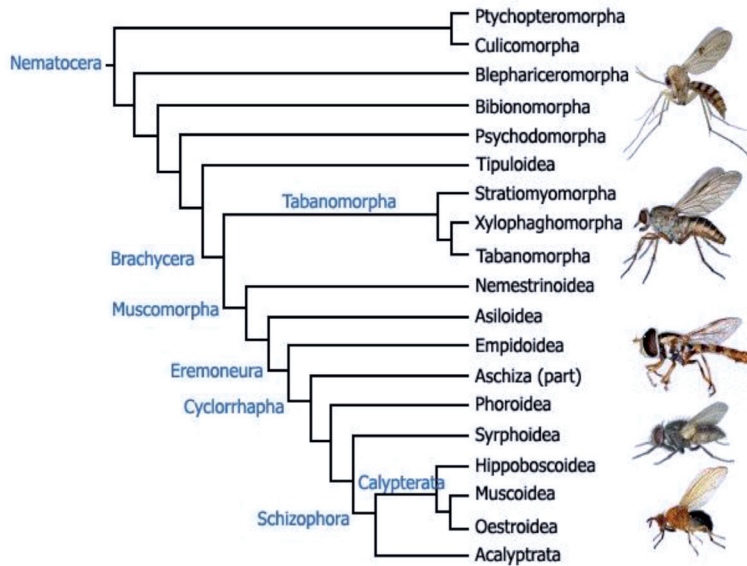 Ptychopteromorpha
Culicomorpha
Nematocera
Blephariceromorpha
Bibionomorpha
Psychodomorpha
Tipuloidea
Tabanomorpha
Stratiomyomorpha
Xylophaghomorpha
Tabanomorpha
Brachycera
Nemestrinoidea
Muscomorpha
Asiloidea
Empidoidea
Eremoneura
Aschiza (part)
Cyclorrhapha
Phoroidea
Syrphoidea
Hippoboscoidea
Calypterata
Muscoidea
Schizophora
Oestroidea
Acalyptrata